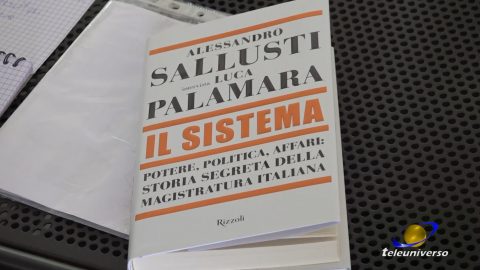 ALESSANDRO
SALLUSTI
intervista LUCA
PALAMARA
IL SISTEMA
POTERE, POLITICA, AFFARI:
STORIA SEGRETA DELLA
MAGISTRATURA ITALIANA
Rizzoli
teleuniverso